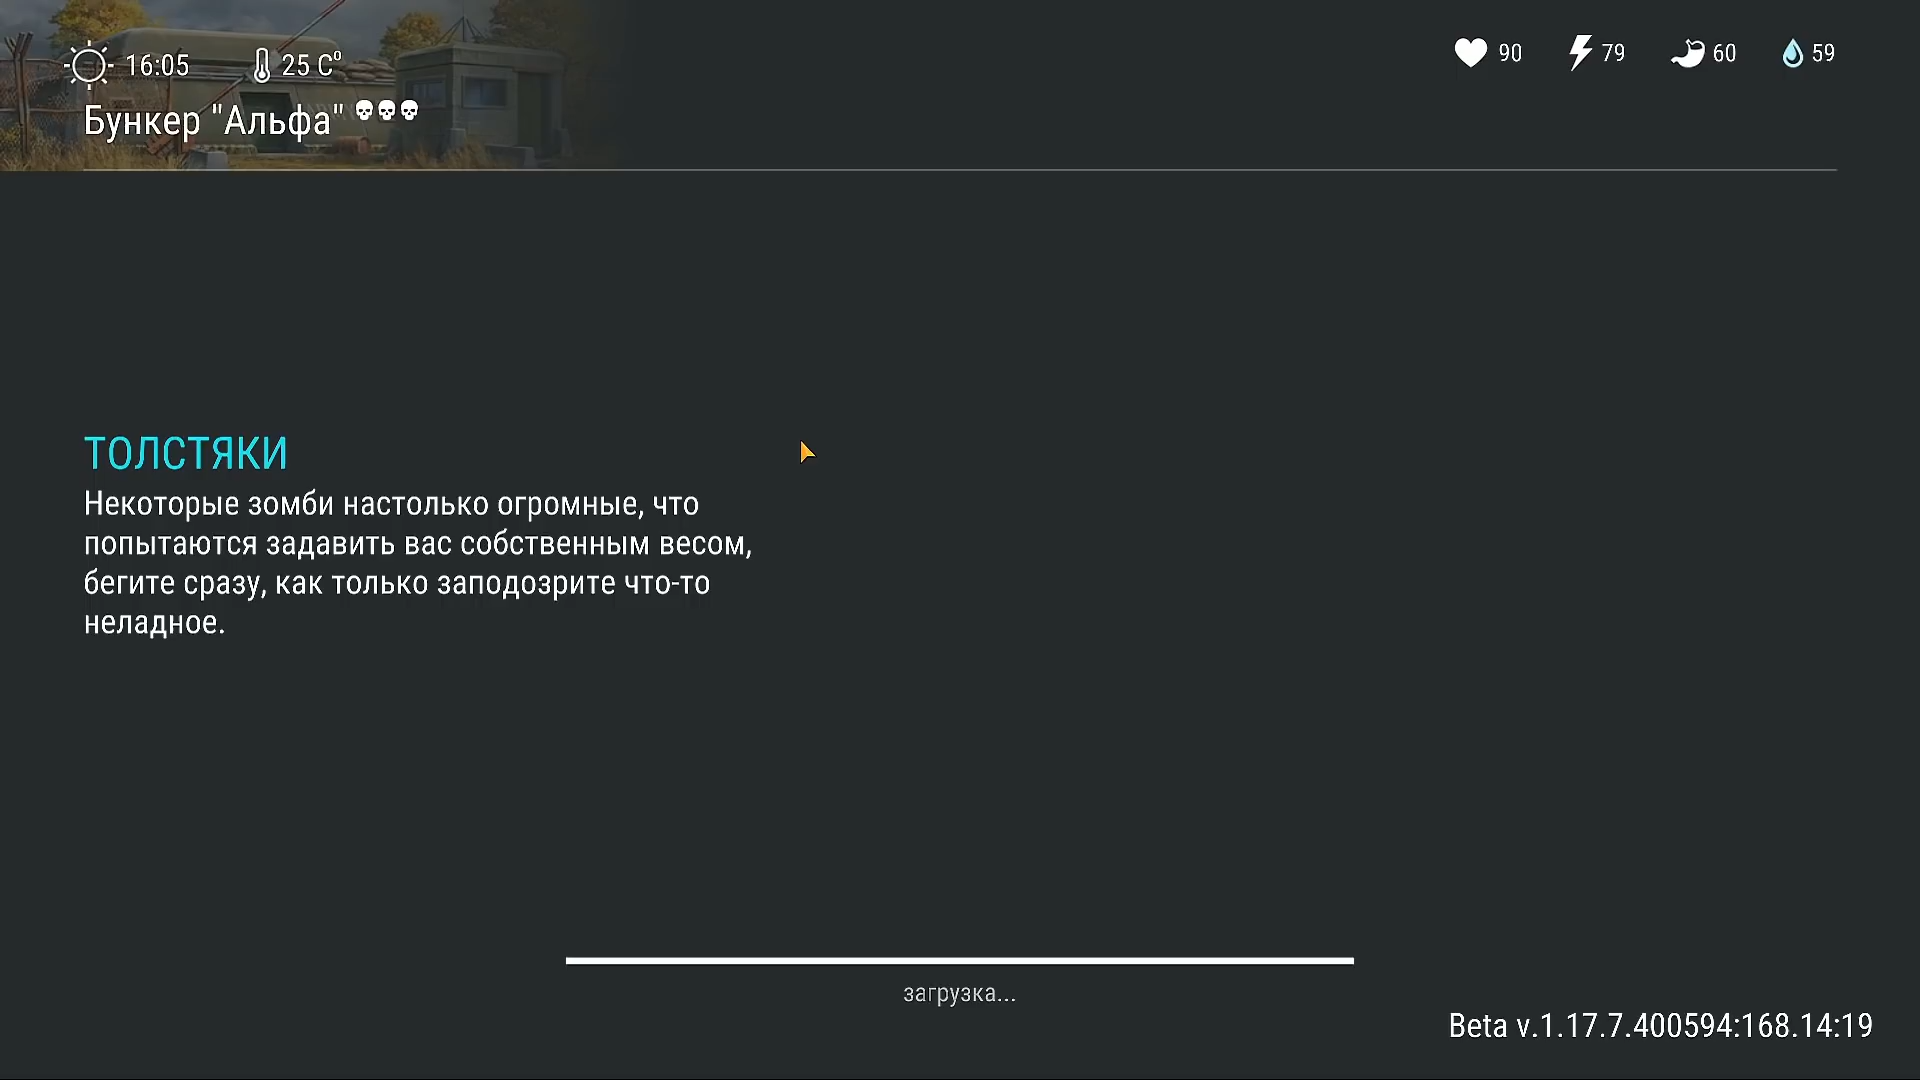 16:05
25 C⁰
90
79
60
59
Бункер "Альфа"
ТОЛСТЯКИ
Некоторые зомби настолько огромные, что
попытаются задавить вас собственным весом,
бегите сразу, как только заподозрите что-то
неладное.
загрузка...
Beta v.1.17.7.400594:168.14:19